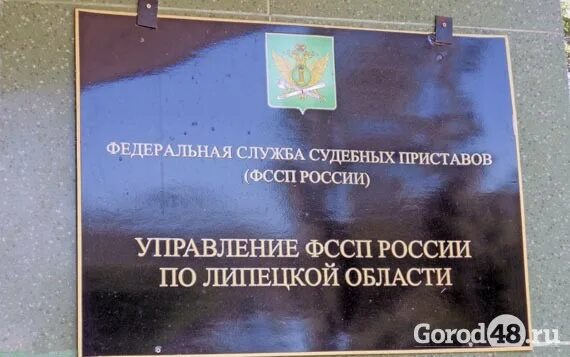 ФЕДЕРАЛЬНАЯ СЛУЖБА СУДЕБНЫХ ПРИСТАВОВ
(ФССП РОССИИ)
УПРАВЛЕНИЕ ФССП РОССИИ
ПО ЛИПЕЦКОЙ ОБЛАСТИ
Gorod48.ru